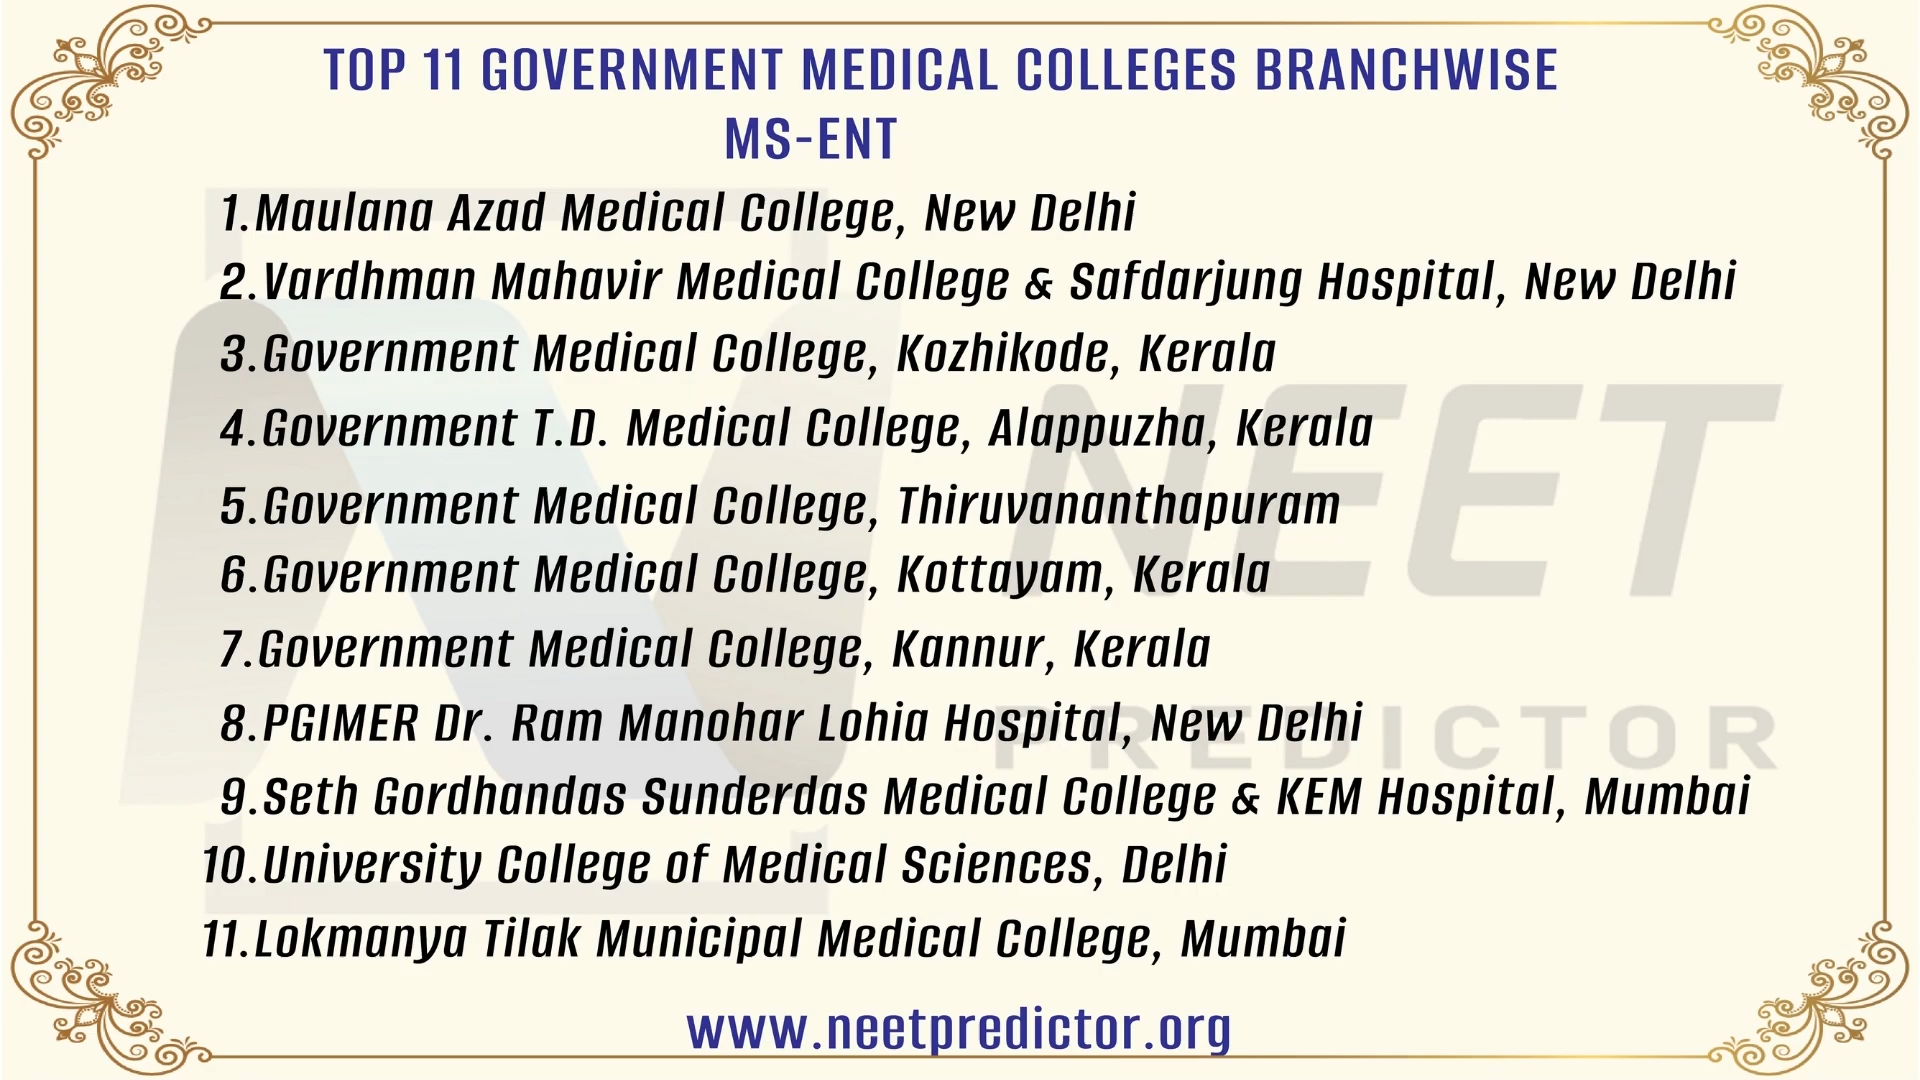 TOP 11 GOVERNMENT MEDICAL COLLEGES BRANCHWISE
MS-ENT
1.Maulana Azad Medical College, New Delhi
2.Vardhman Mahavir Medical College & Safdarjung Hospital, New Delhi
3.Government Medical College, Kozhikode, Kerala
4.Government T.D. Medical College, Alappuzha, Kerala
5.Government Medical College, Thiruvananthapuram
6.Government Medical College, Kottayam, Kerala
7.Government Medical College, Kannur, Kerala
8.PGIMER Dr. Ram Manohar Lohia Hospital, New Delhi
9.Seth Gordhandas Sunderdas Medical College & KEM Hospital, Mumbai
10.University College of Medical Sciences, Delhi
11.Lokmanya Tilak Municipal Medical College, Mumbai
www.neetpredictor.org
NEET
PREDICTOR